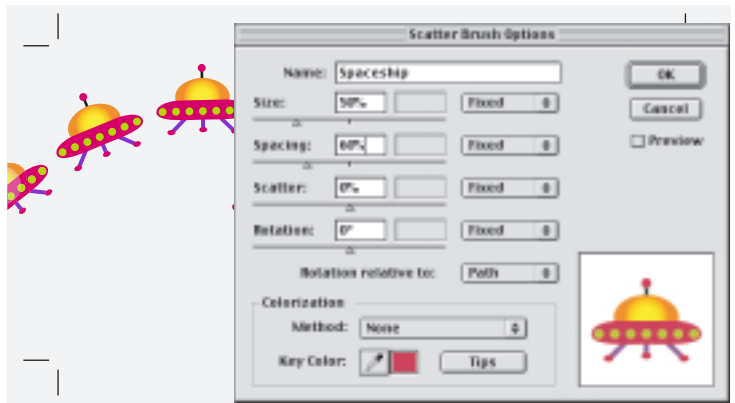 Scatter Brush Options
Name: Spaceship
OK
Size: 50% Fixed
Cancel
Spacing: 60% Fixed
Preview
Scatter: 0% Fixed
Rotation: 0° Fixed
Rotation relative to: Path
Colorization
Method: None
Key Color: Tips